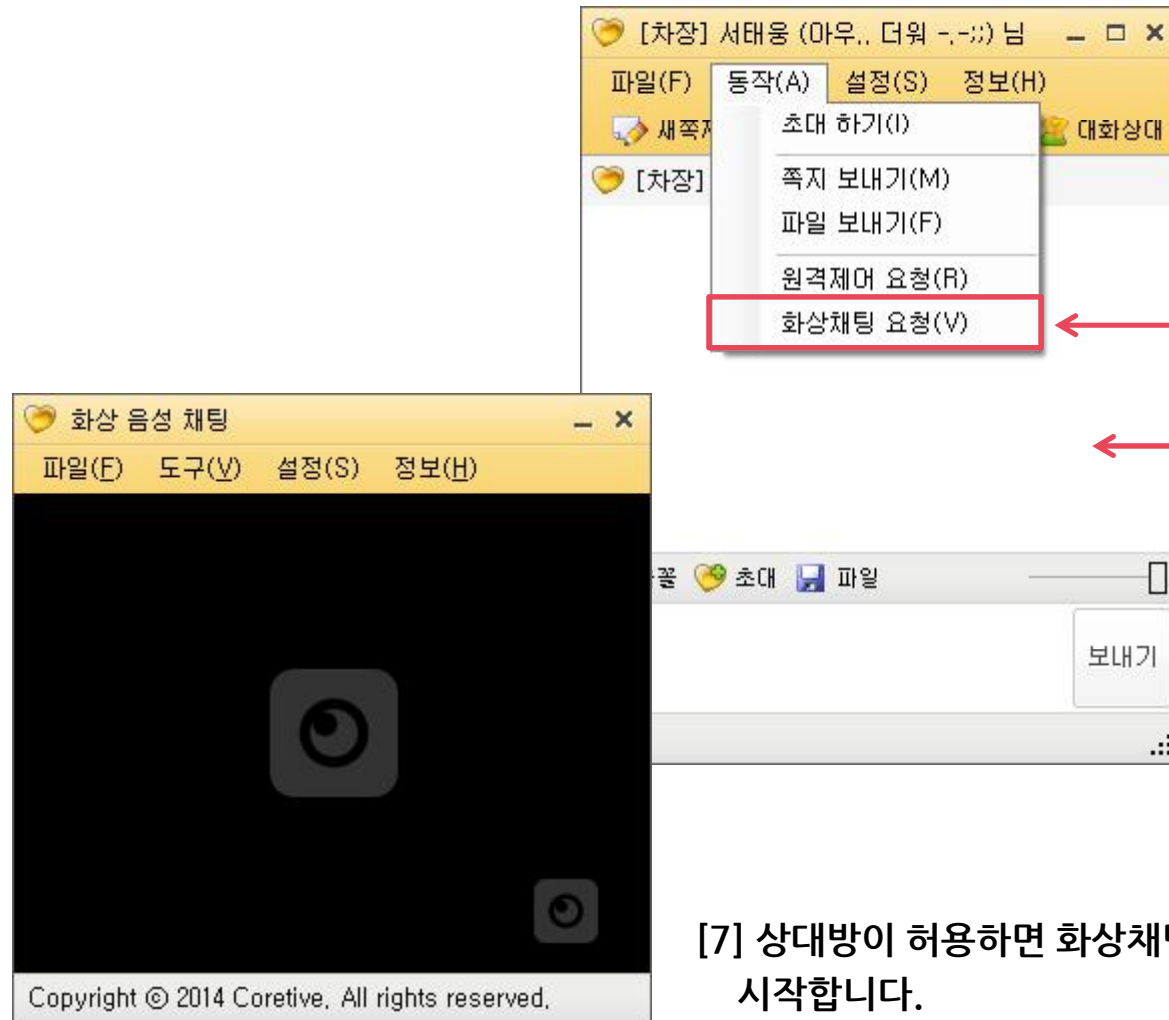 [차장] 서태웅 (아우,, 더워 -,-;;) 님
파일(F) 동작(A) 설정(S) 정보(H)
초대 하기(I)
대화상대
[차장]
쪽지 보내기(M)
파일 보내기(F)
원격제어 요청(R)
화상채팅 요청(V)
화상 음성 채팅
파일(F) 도구(V) 설정(S) 정보(H)
초대 파일
보내기
[7] 상대방이 허용하면 화상채
시작합니다.
Copyright © 2014 Coretive, All rights reserved,